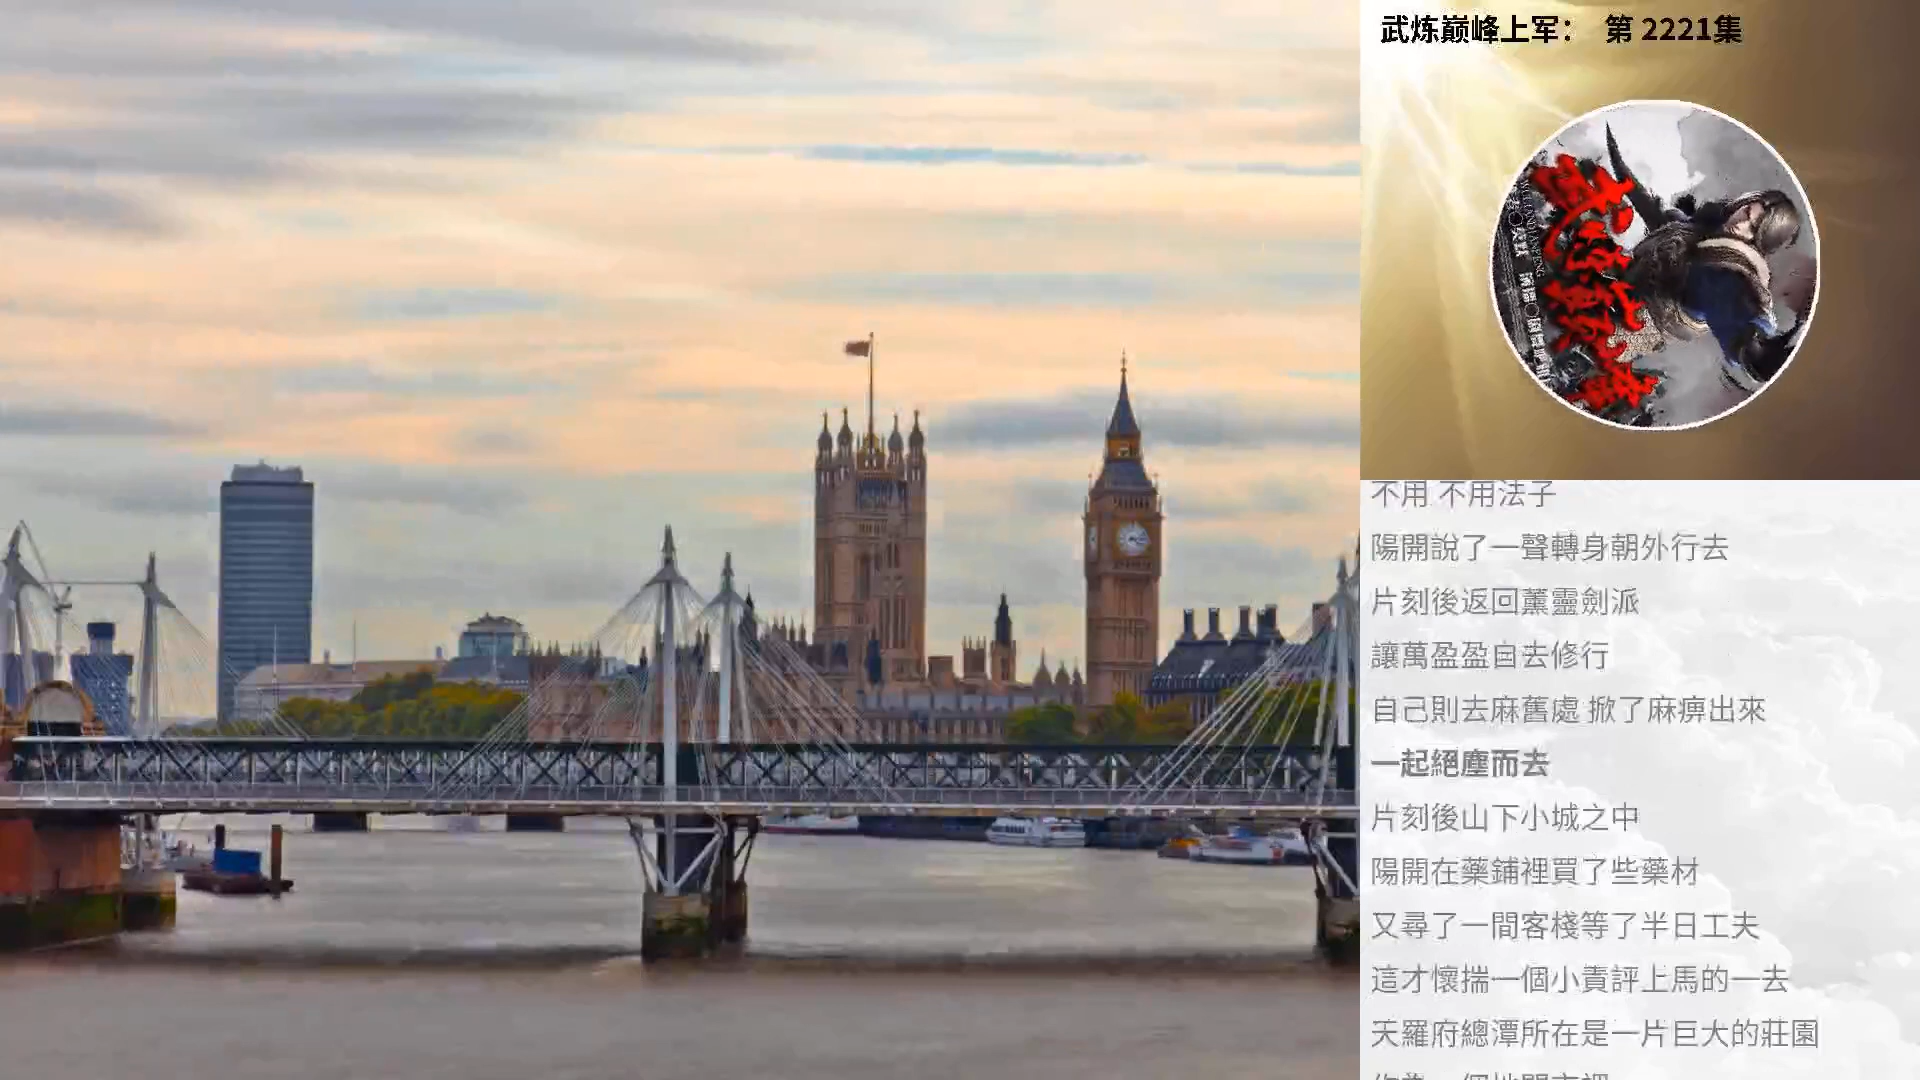 武炼巅峰上军： 第 2221集
不用 不用法子
陽開說了一聲轉身朝外行去
片刻後返回薰靈劍派
讓萬盈盈自去修行
自己則去麻舊處 掀了麻痹出來
一起絕塵而去
片刻後山下小城之中
陽開在藥鋪裡買了些藥材
又尋了一間客棧等了半日工夫
這才懷揣一個小責評上馬的一去
天羅府總潭所在是一片巨大的莊園